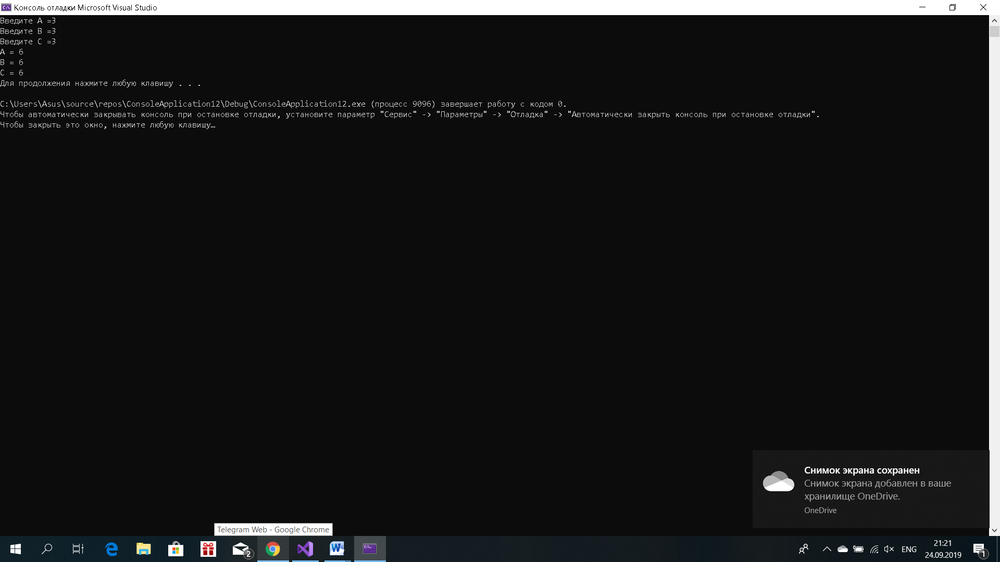 Консоль отладки Microsoft Visual Studio
Введите A =3
Введите B =3
Введите C =3
A = 6
B = 6
C = 6
Для продолжения нажмите любую клавишу . . .
C:\Users\Asus\source\repos\ConsoleApplication12\Debug\ConsoleApplication12.exe (процесс 9096) завершает работу с кодом 0.
Чтобы автоматически закрывать консоль при остановке отладки, установите параметр "Сервис" -> "Параметры" -> "Отладка" -> "Автоматически закрыть консоль при остановке отладки".
Чтобы закрыть это окно, нажмите любую клавишу…
Снимок экрана сохранен
Снимок экрана добавлен в ваше
хранилище OneDrive.
OneDrive
Telegram Web - Google Chrome
2
ENG
21:21
24.09.2019
1